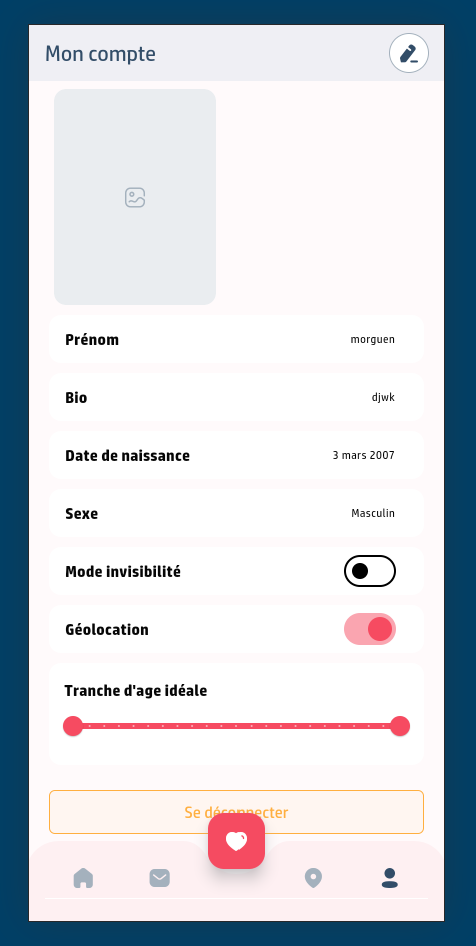 Mon compte
Prénom morguen
Bio djwk
Date de naissance 3 mars 2007
Sexe Masculin
Mode invisibilité
Géolocation
Tranche d'age idéale
Se déconnecter